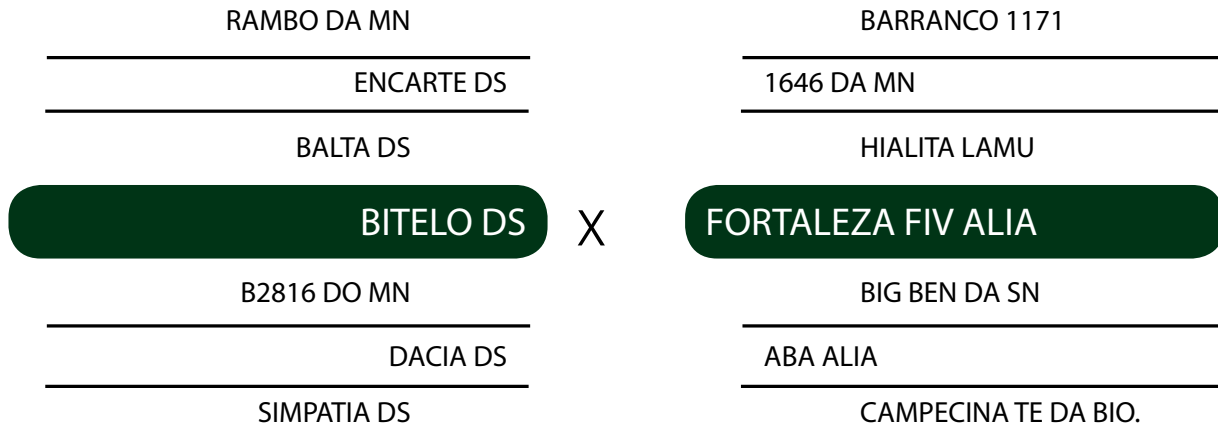 RAMBO DA MN
ENCARTE DS
BALTA DS
BITELO DS
B2816 DO MN
DACIA DS
SIMPATIA DS
X
BARRANCO 1171
1646 DA MN
HIALITA LAMU
FORTALEZA FIV ALIA
BIG BEN DA SN
ABA ALIA
CAMPECINA TE DA BIO.